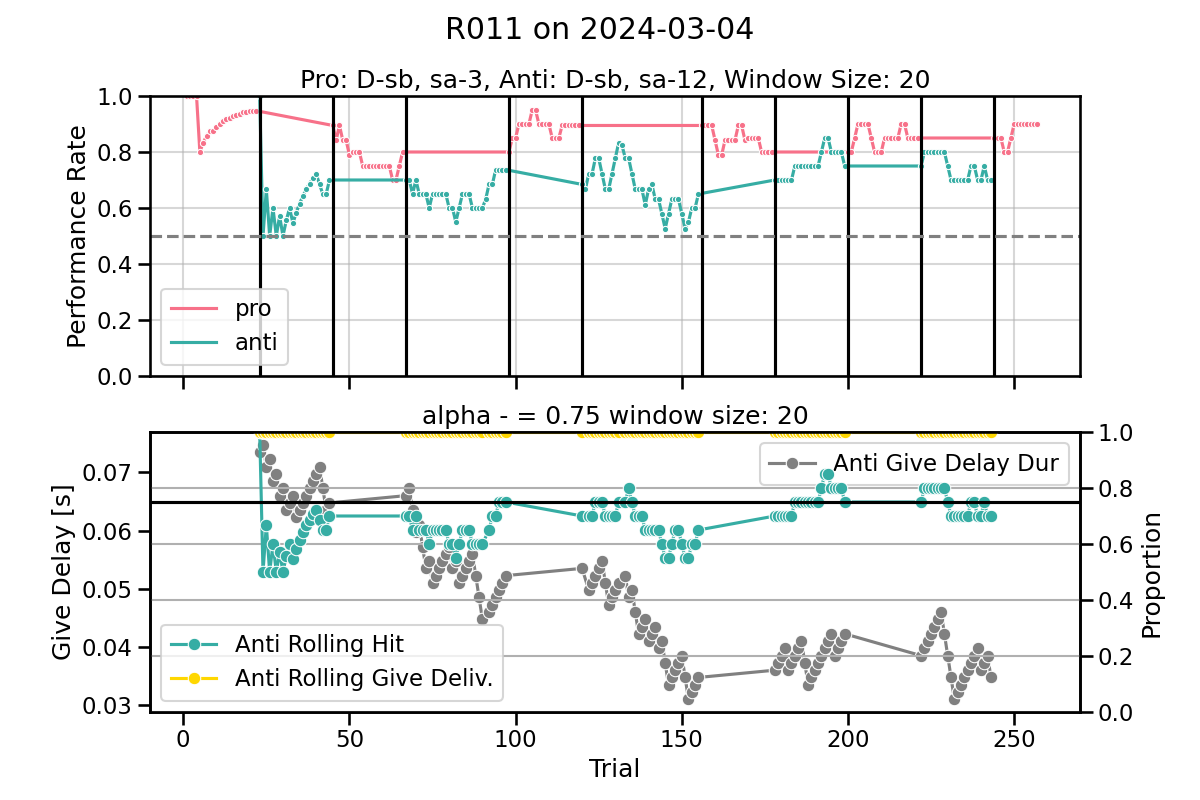 R011 on 2024-03-04
Pro: D-sb, sa-3, Anti: D-sb, sa-12, Window Size: 20
Performance Rate
1.0
0.8
0.6
0.4
0.2
0.0
pro
anti
alpha - = 0.75 window size: 20
Give Delay [s]
0.07
0.06
0.05
0.04
0.03
Anti Give Delay Dur
Anti Rolling Hit
Anti Rolling Give Deliv.
1.0
0.8
0.6
0.4
0.2
0.0
Proportion
0
50
100
150
200
250
Trial